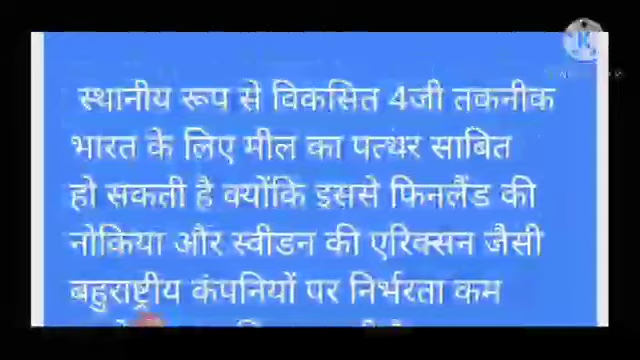 स्थानीय रूप से विकसित 4जी तकनीक
भारत के लिए मील का पत्थर साबित
हो सकती है क्योंकि इससे फिनलैंड की
नोकिया और स्वीडन की एरिक्सन जैसी
बहुराष्ट्रीय कंपनियों पर निर्भरता कम